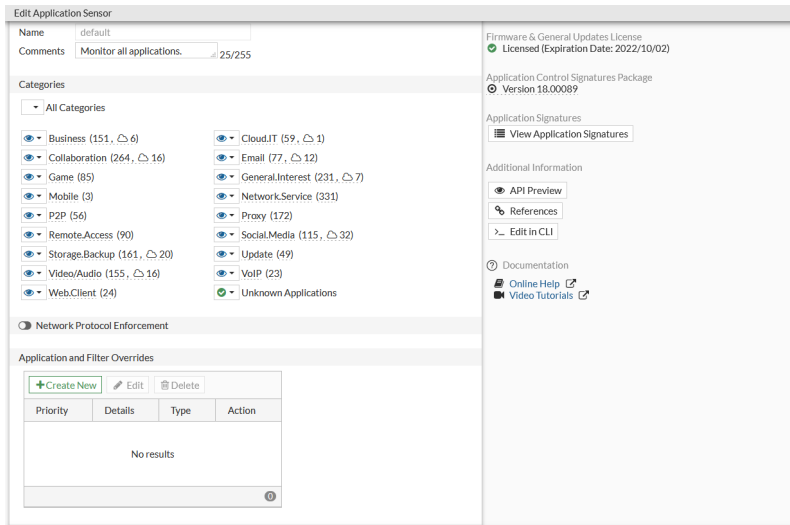 Edit Application Sensor
Name default
Comments Monitor all applications. 25/255
Categories
All Categories
Business (151, 6) Cloud.IT (59, 1)
Collaboration (264, 16) Email (77, 12)
Game (85) General.Interest (231, 7)
Mobile (3) Network.Service (331)
P2P (56) Proxy (172)
Remote.Access (90) Social.Media (115, 32)
Storage.Backup (161, 20) Update (49)
Video/Audio (155, 16) VoIP (23)
Web.Client (24) Unknown Applications
Network Protocol Enforcement
Application and Filter Overrides
Create New Edit Delete
Priority Details Type Action
No results
0
Firmware & General Updates License
Licensed (Expiration Date: 2022/10/02)
Application Control Signatures Package
Version 18.00089
Application Signatures
View Application Signatures
Additional Information
API Preview
References
>_ Edit in CLI
Documentation
Online Help
Video Tutorials